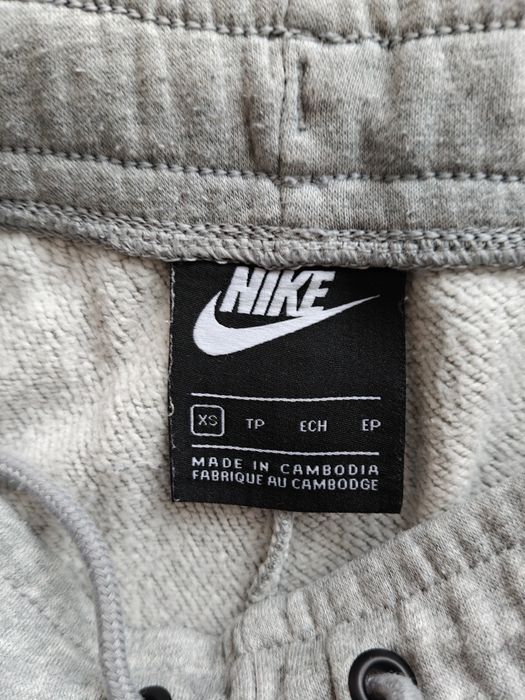 NIKE
XS TP ECH EP
MADE IN CAMBODIA
FABRIQUE AU CAMBODGE